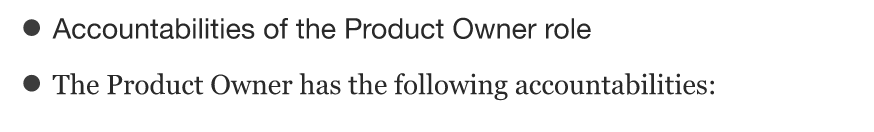 ● Accountabilities of the Product Owner role
● The Product Owner has the following accountabilities: